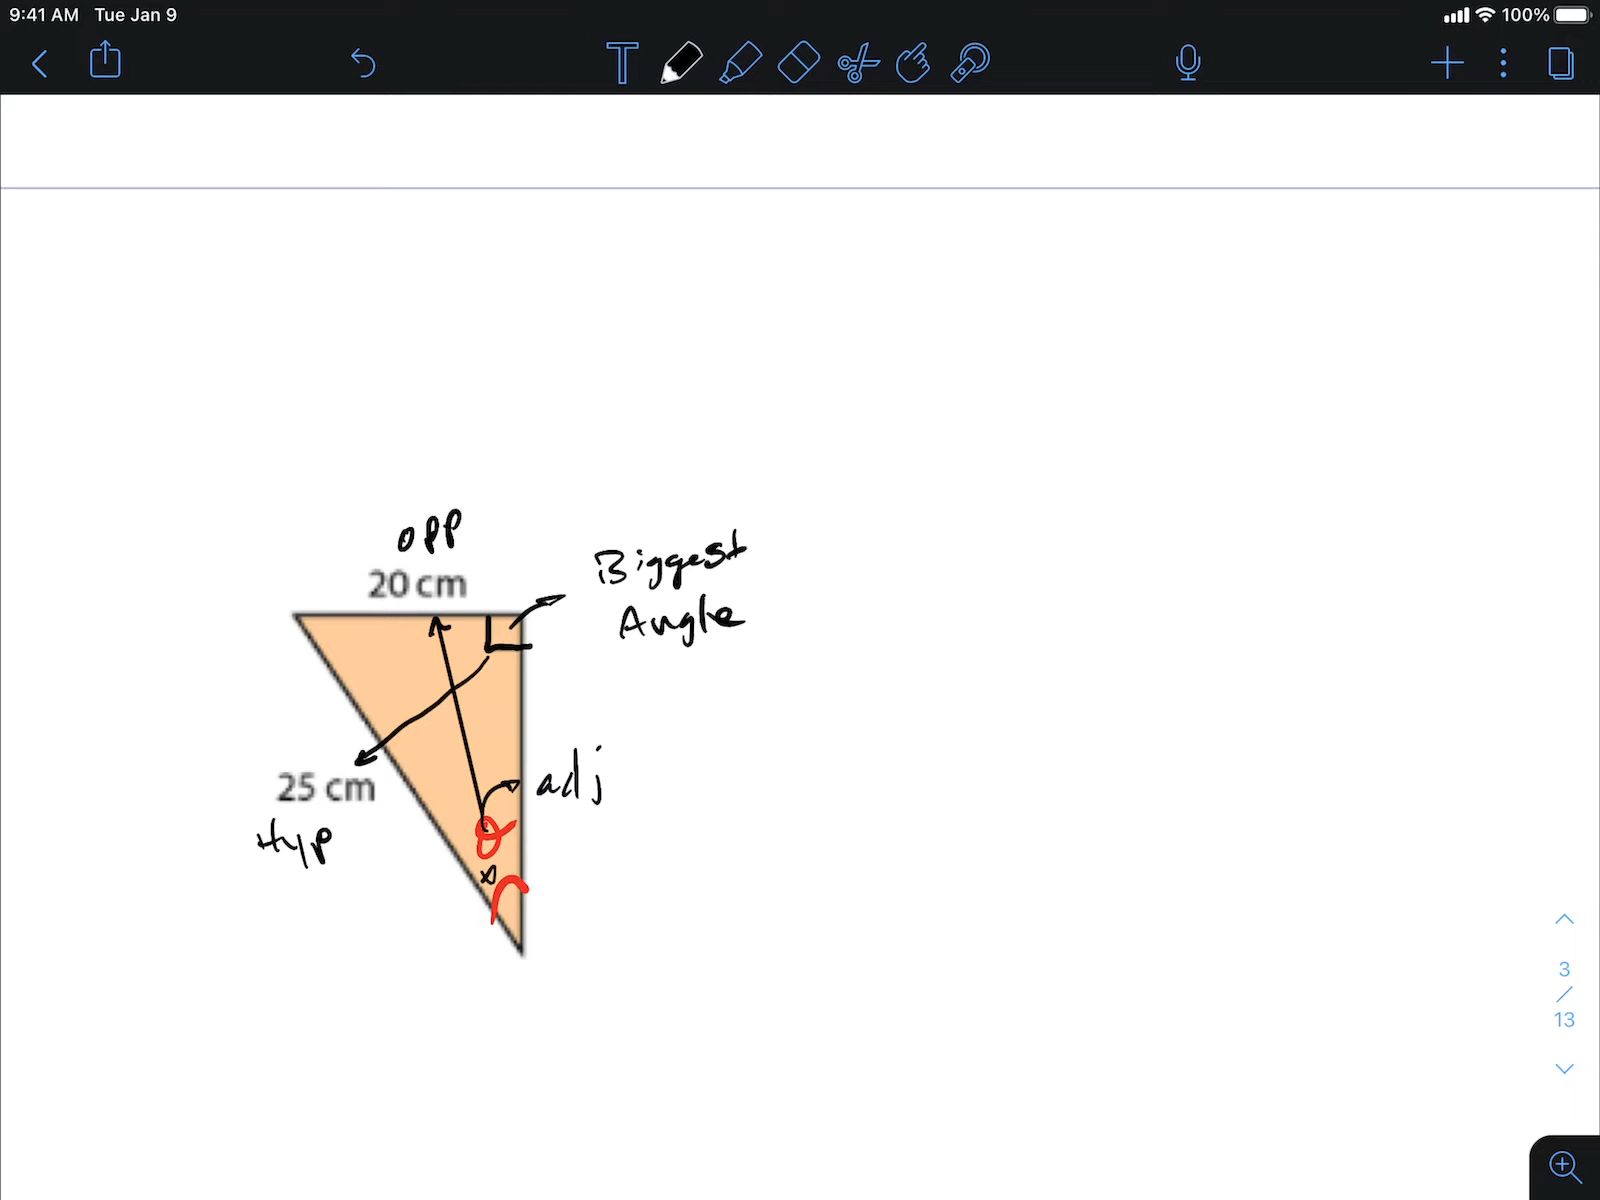 9:41 AM Tue Jan 9
100%
T
opp
20 cm
Biggest
Angle
25 cm
Hyp
adj
3
/
13